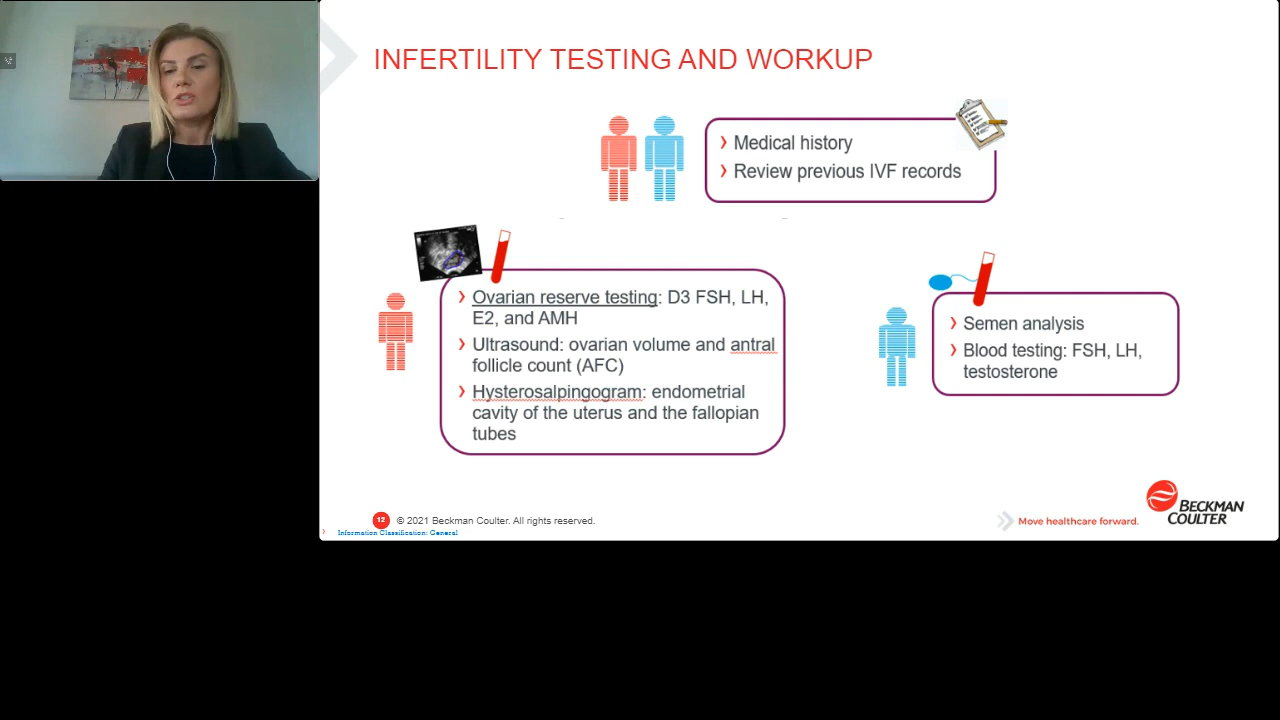 INFERTILITY TESTING AND WORKUP
Medical history
Review previous IVF records
Ovarian reserve testing: D3 FSH, LH,
E2, and AMH
Ultrasound: ovarian volume and antral
follicle count (AFC)
Hysterosalpingogram: endometrial
cavity of the uterus and the fallopian
tubes
Semen analysis
Blood testing: FSH, LH,
testosterone
12 © 2021 Beckman Coulter. All rights reserved.
Information Classification: General
Move healthcare forward.
BECKMAN
COULTER